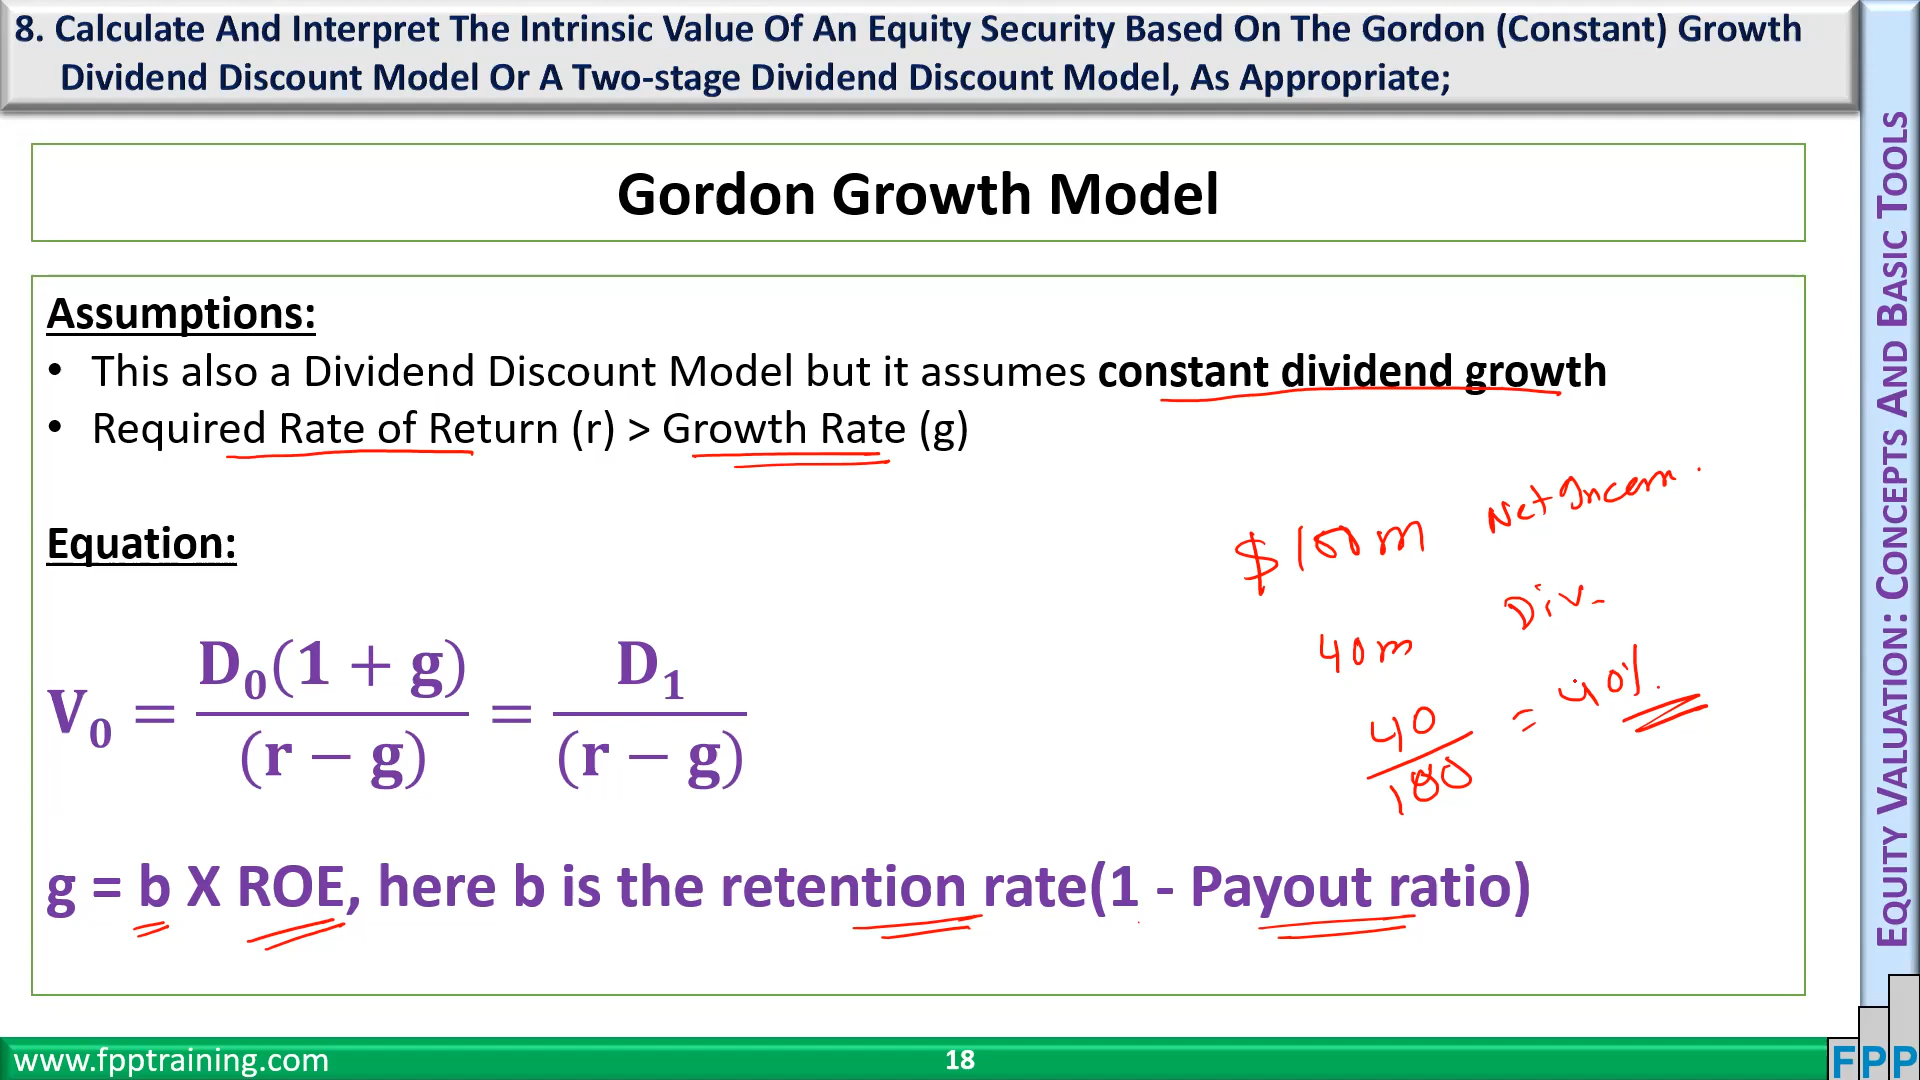 8. Calculate And Interpret The Intrinsic Value Of An Equity Security Based On The Gordon (Constant) Growth
Dividend Discount Model Or A Two-stage Dividend Discount Model, As Appropriate;
Gordon Growth Model
Assumptions:
• This also a Dividend Discount Model but it assumes constant dividend growth
• Required Rate of Return (r) > Growth Rate (g)
Equation:
V₀ = D₀(1 + g) / (r − g) = D₁ / (r − g)
g = b X ROE, here b is the retention rate(1 - Payout ratio)
$100m Net Incom
40m Div.
40/100 = 40%
EQUITY VALUATION: CONCEPTS AND BASIC TOOLS
www.fpptraining.com
18
FPP